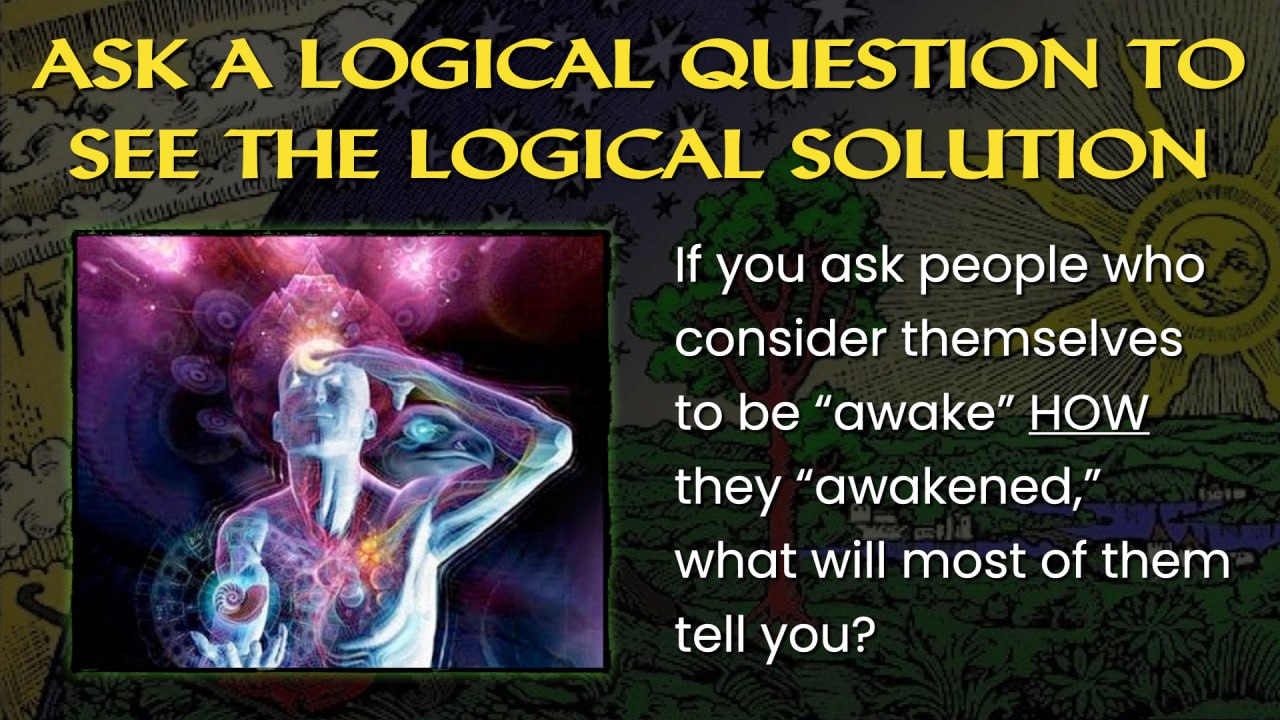 ASK A LOGICAL QUESTION TO
SEE THE LOGICAL SOLUTION
If you ask people who
consider themselves
to be “awake” HOW
they “awakened,”
what will most of them
tell you?